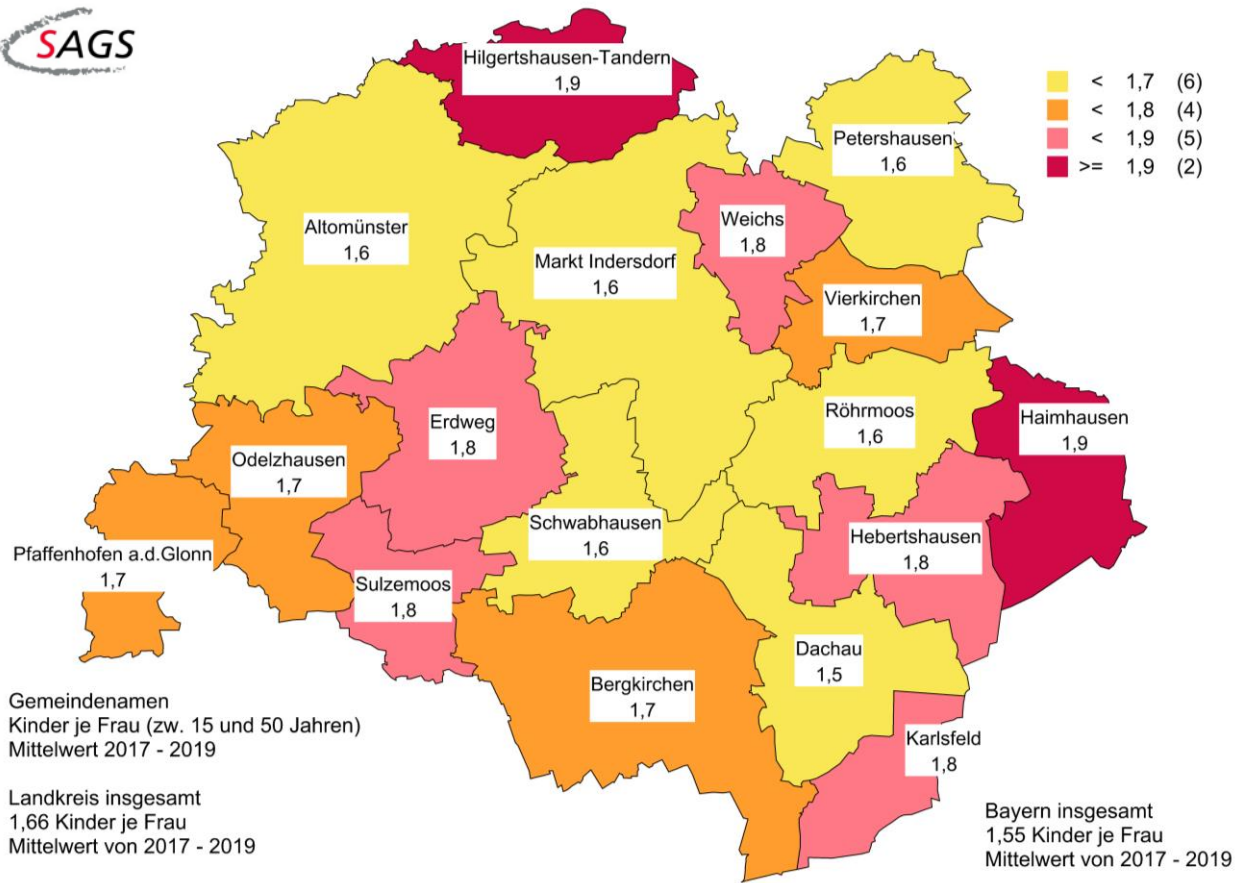 SAGS
Hilgertshausen-Tandern
1,9
< 1,7 (6)
< 1,8 (4)
< 1,9 (5)
>= 1,9 (2)
Petershausen
1,6
Altomünster
1,6
Weichs
1,8
Markt Indersdorf
1,6
Vierkirchen
1,7
Erdweg
1,8
Röhrmoos
1,6
Haimhausen
1,9
Odelzhausen
1,7
Schwabhausen
1,6
Hebertshausen
1,8
Pfaffenhofen a.d.Glonn
1,7
Sulzemoos
1,8
Dachau
1,5
Bergkirchen
1,7
Karlsfeld
1,8
Gemeindenamen
Kinder je Frau (zw. 15 und 50 Jahren)
Mittelwert 2017 - 2019
Landkreis insgesamt
1,66 Kinder je Frau
Mittelwert von 2017 - 2019
Bayern insgesamt
1,55 Kinder je Frau
Mittelwert von 2017 - 2019